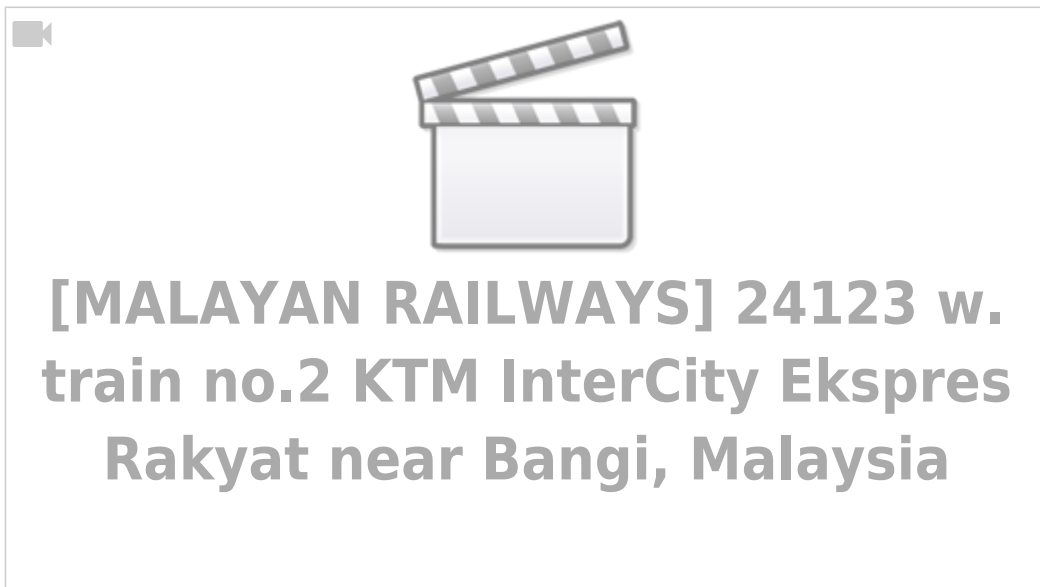 [MALAYAN RAILWAYS] 24123 w.
train no.2 KTM InterCity Ekspres
Rakyat near Bangi, Malaysia